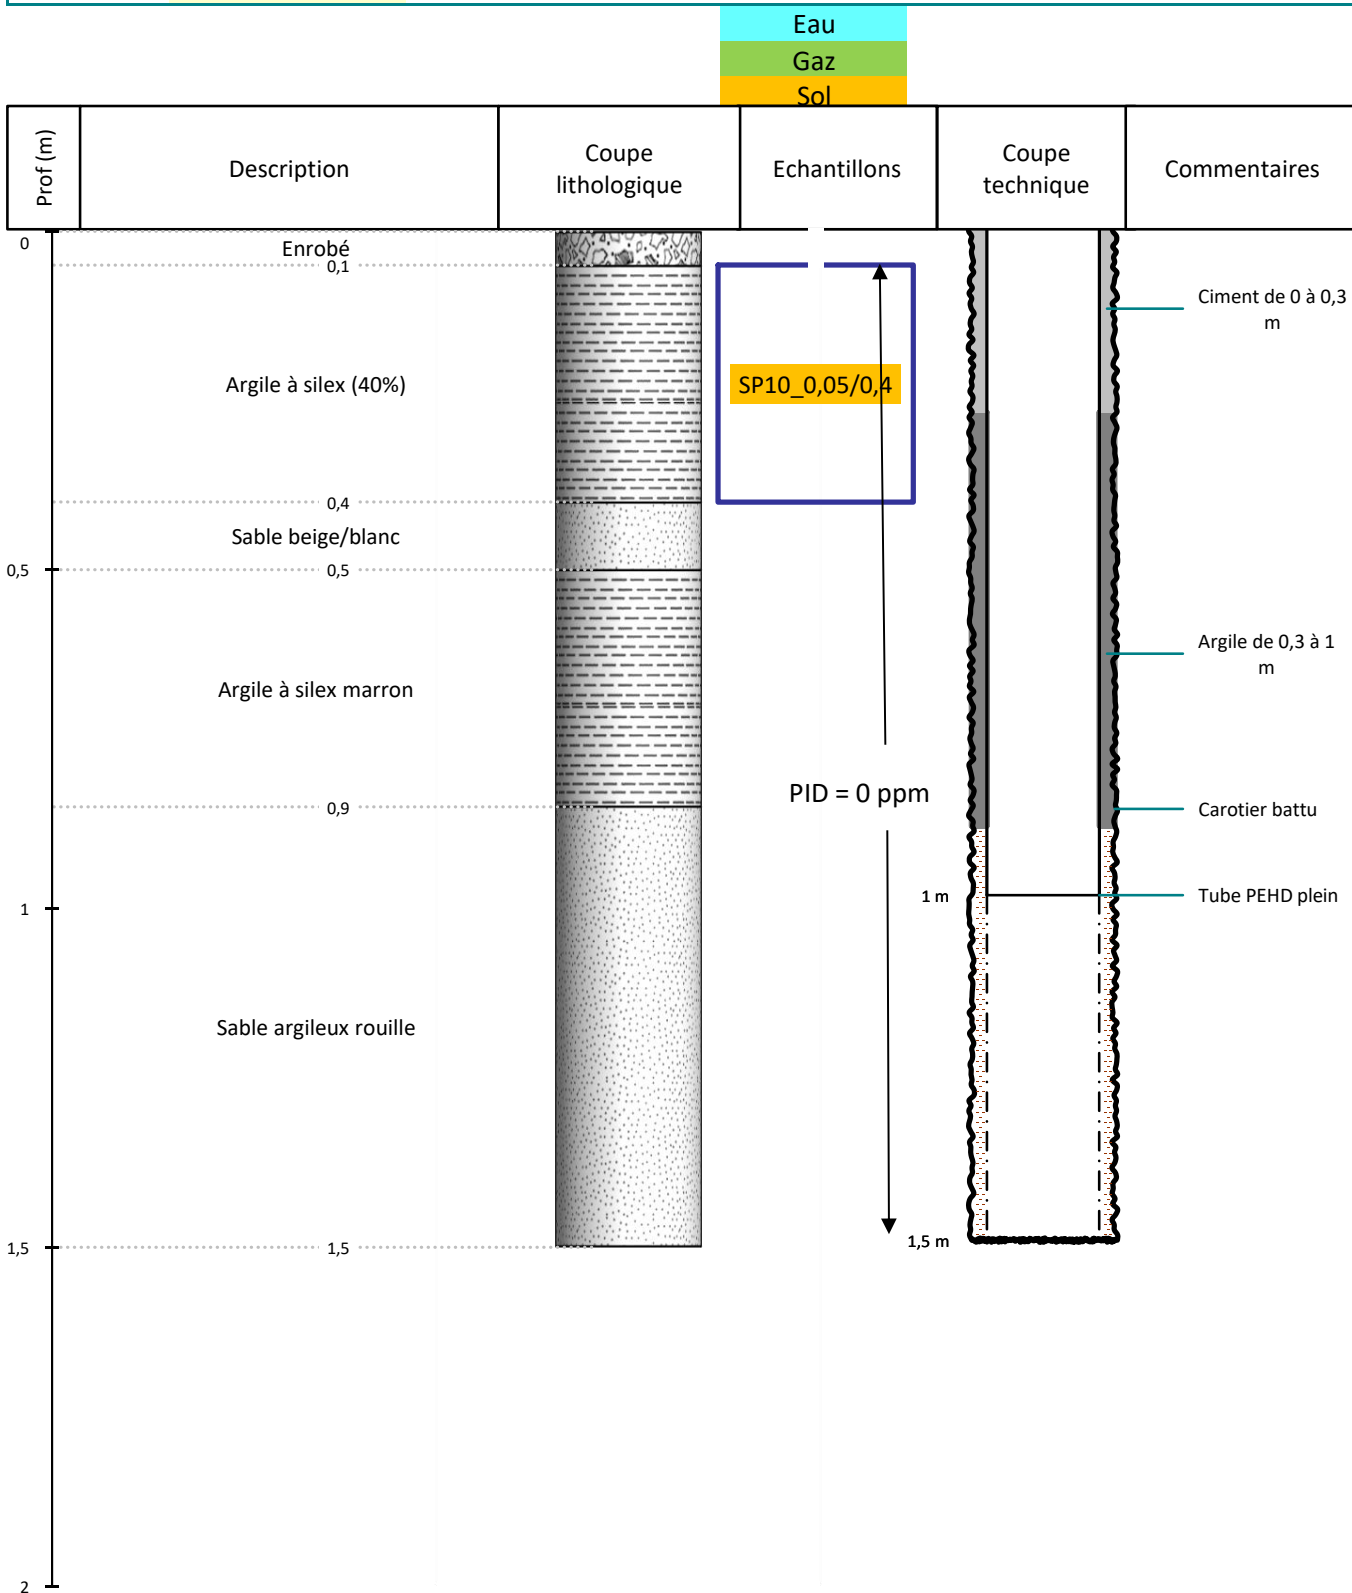 Eau
Gaz
Sol
Prof (m)
Description
Coupe
lithologique
Echantillons
Coupe
technique
Commentaires
0
Enrobé
0,1
Ciment de 0 à 0,3
m
Argile à silex (40%)
SP10_0,05/0,4
0,4
Sable beige/blanc
0,5
0,5
Argile de 0,3 à 1
m
Argile à silex marron
PID = 0 ppm
0,9
Carotier battu
1
1 m
Tube PEHD plein
Sable argileux rouille
1,5
1,5
1,5 m
2